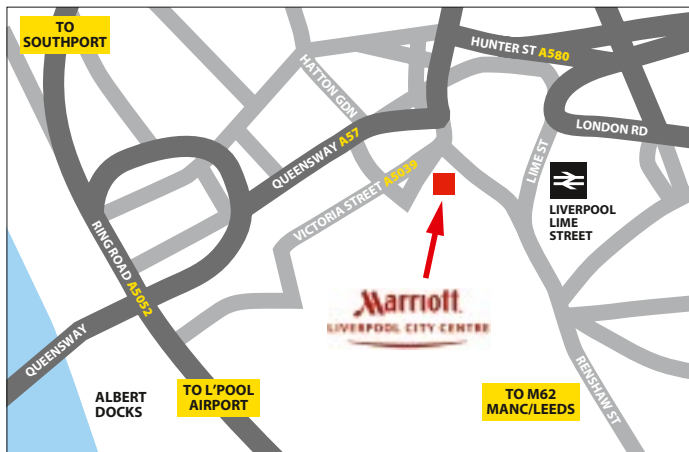 TO
SOUTHPORT
HUNTER ST A580
HATTON GDN
LONDON RD
QUEENSWAY A57
LIME ST
VICTORIA STREET A5039
LIVERPOOL
LIME
STREET
RING ROAD A5052
Marriott
LIVERPOOL CITY CENTRE
QUEENSWAY
ALBERT
DOCKS
TO L'POOL
AIRPORT
TO M62
MANC/LEEDS
RENSHAW ST